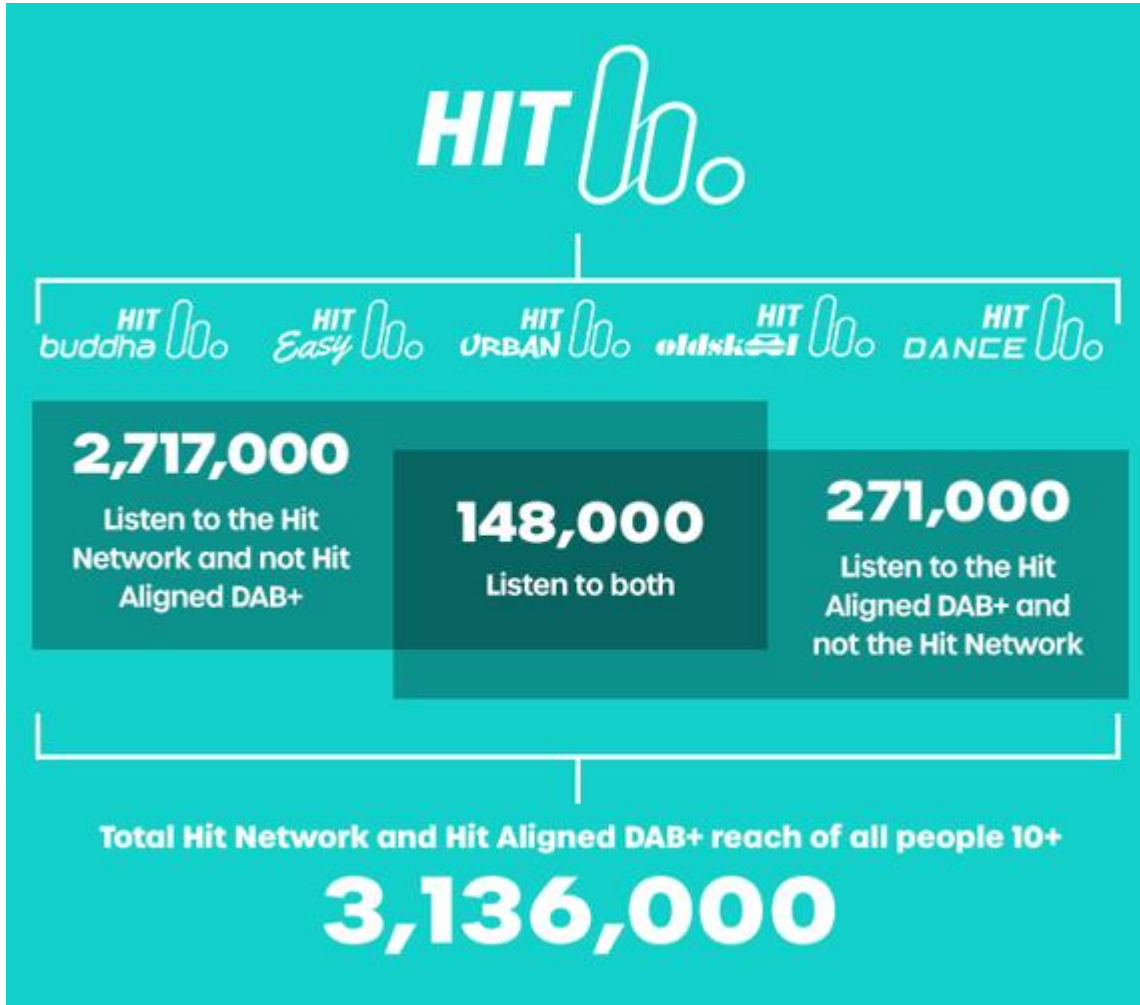 HIT
HIT HIT HIT HIT HIT
buddha Easy URBAN oldskool DANCE
2,717,000
Listen to the Hit
Network and not Hit
Aligned DAB+
148,000
Listen to both
271,000
Listen to the Hit
Aligned DAB+ and
not the Hit Network
Total Hit Network and Hit Aligned DAB+ reach of all people 10+
3,136,000